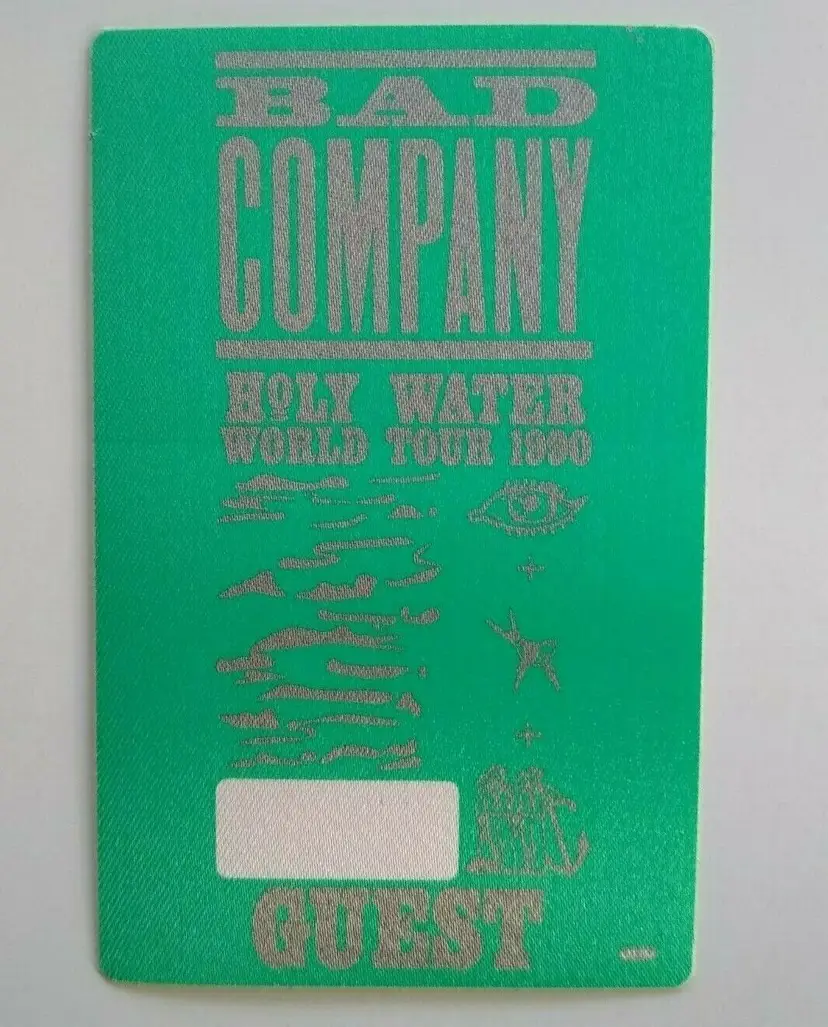 BAD
COMPANY
HOLY WATER
WORLD TOUR 1990
GUEST